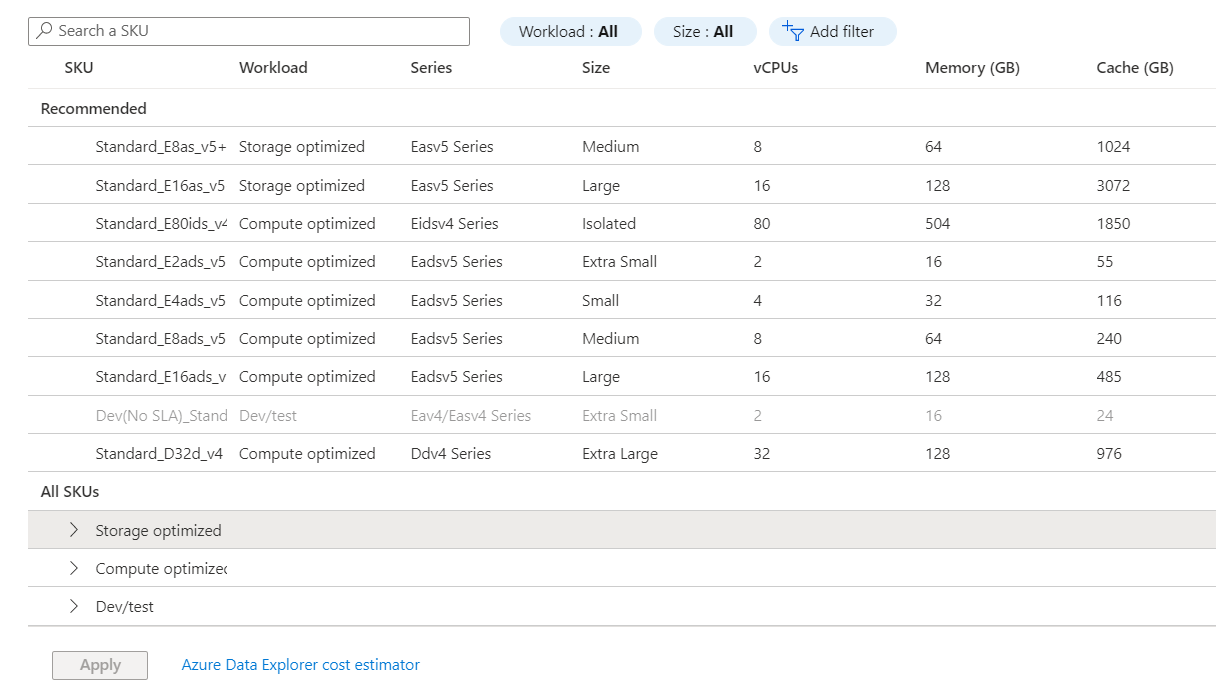 Search a SKU Workload : All Size : All Add filter
SKU Workload Series Size vCPUs Memory (GB) Cache (GB)
Recommended
Standard_E8as_v5+ Storage optimized Easv5 Series Medium 8 64 1024
Standard_E16as_v5 Storage optimized Easv5 Series Large 16 128 3072
Standard_E80ids_v4 Compute optimized Eidsv4 Series Isolated 80 504 1850
Standard_E2ads_v5 Compute optimized Eadsv5 Series Extra Small 2 16 55
Standard_E4ads_v5 Compute optimized Eadsv5 Series Small 4 32 116
Standard_E8ads_v5 Compute optimized Eadsv5 Series Medium 8 64 240
Standard_E16ads_v Compute optimized Eadsv5 Series Large 16 128 485
Dev(No SLA)_Stand Dev/test Eav4/Easv4 Series Extra Small 2 16 24
Standard_D32d_v4 Compute optimized Ddv4 Series Extra Large 32 128 976
All SKUs
Storage optimized
Compute optimized
Dev/test
Apply Azure Data Explorer cost estimator